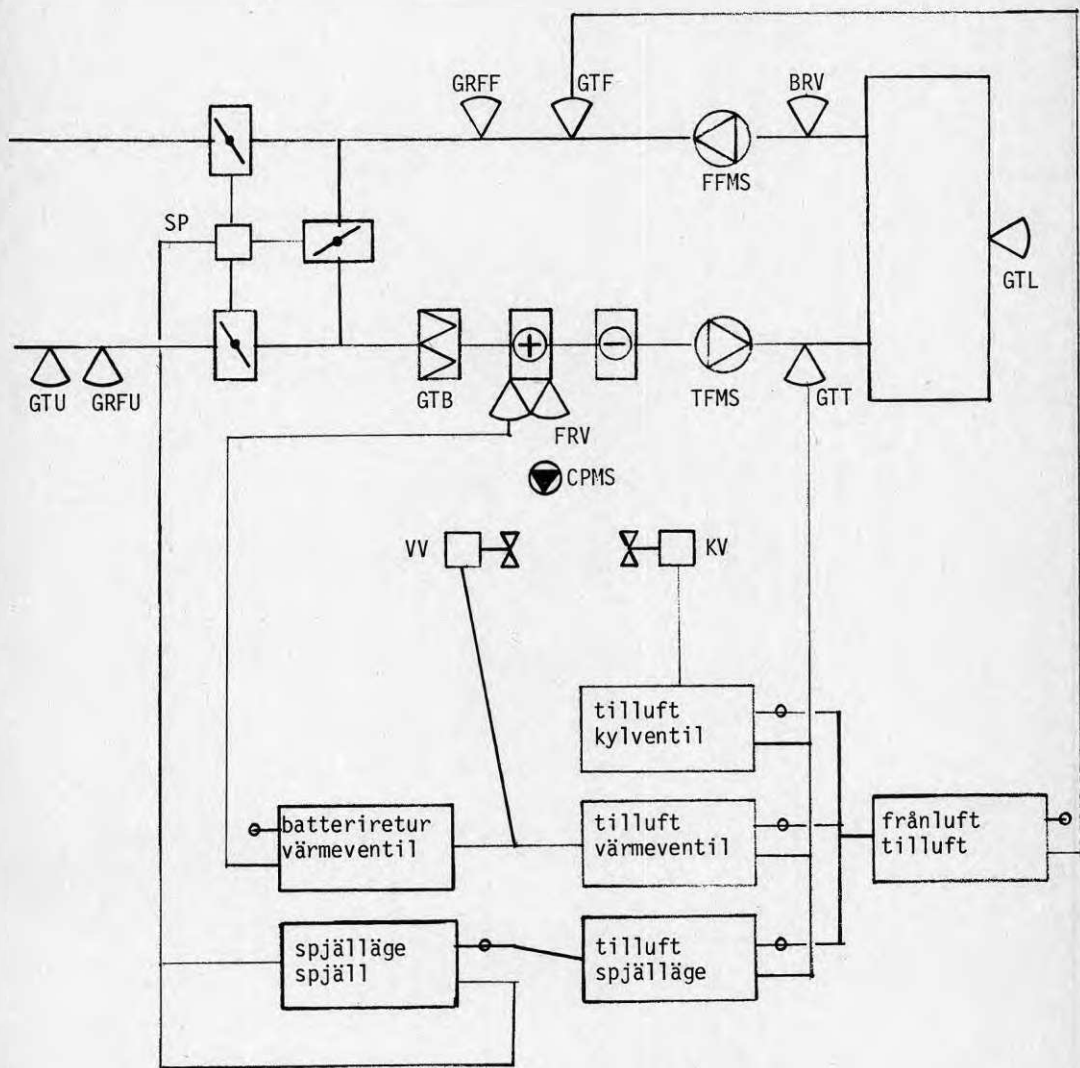 GRFF
GTF
BRV
FFMS
SP
GTL
GTU
GRFU
GTB
TFMS
GTT
FRV
CPMS
VV
KV
tilluft
kylventil
batteriretur
värmeventil
tilluft
värmeventil
frånluft
tilluft
spjälläge
spjäll
tilluft
spjälläge